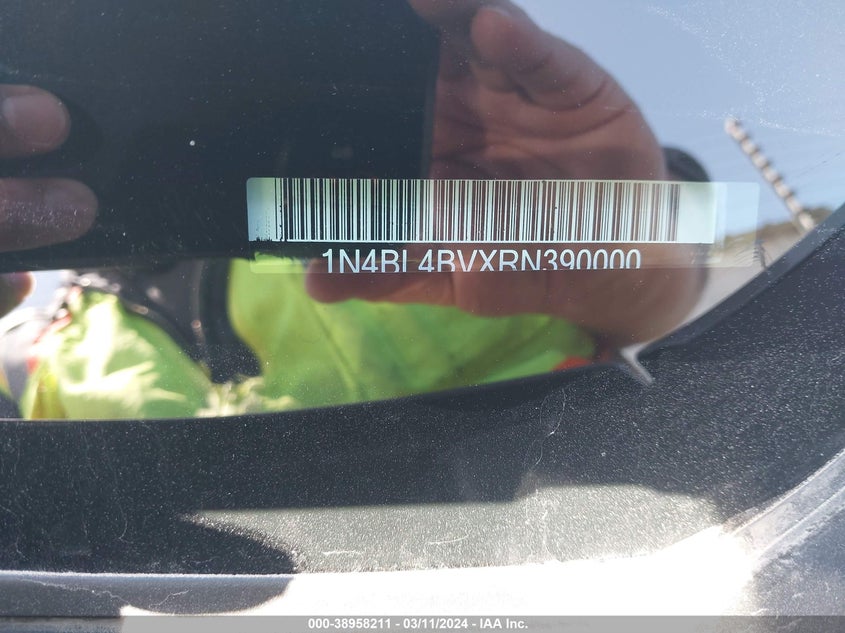 1N4BL4BVXRN390000
000-38958211 - 03/11/2024 - IAA Inc.